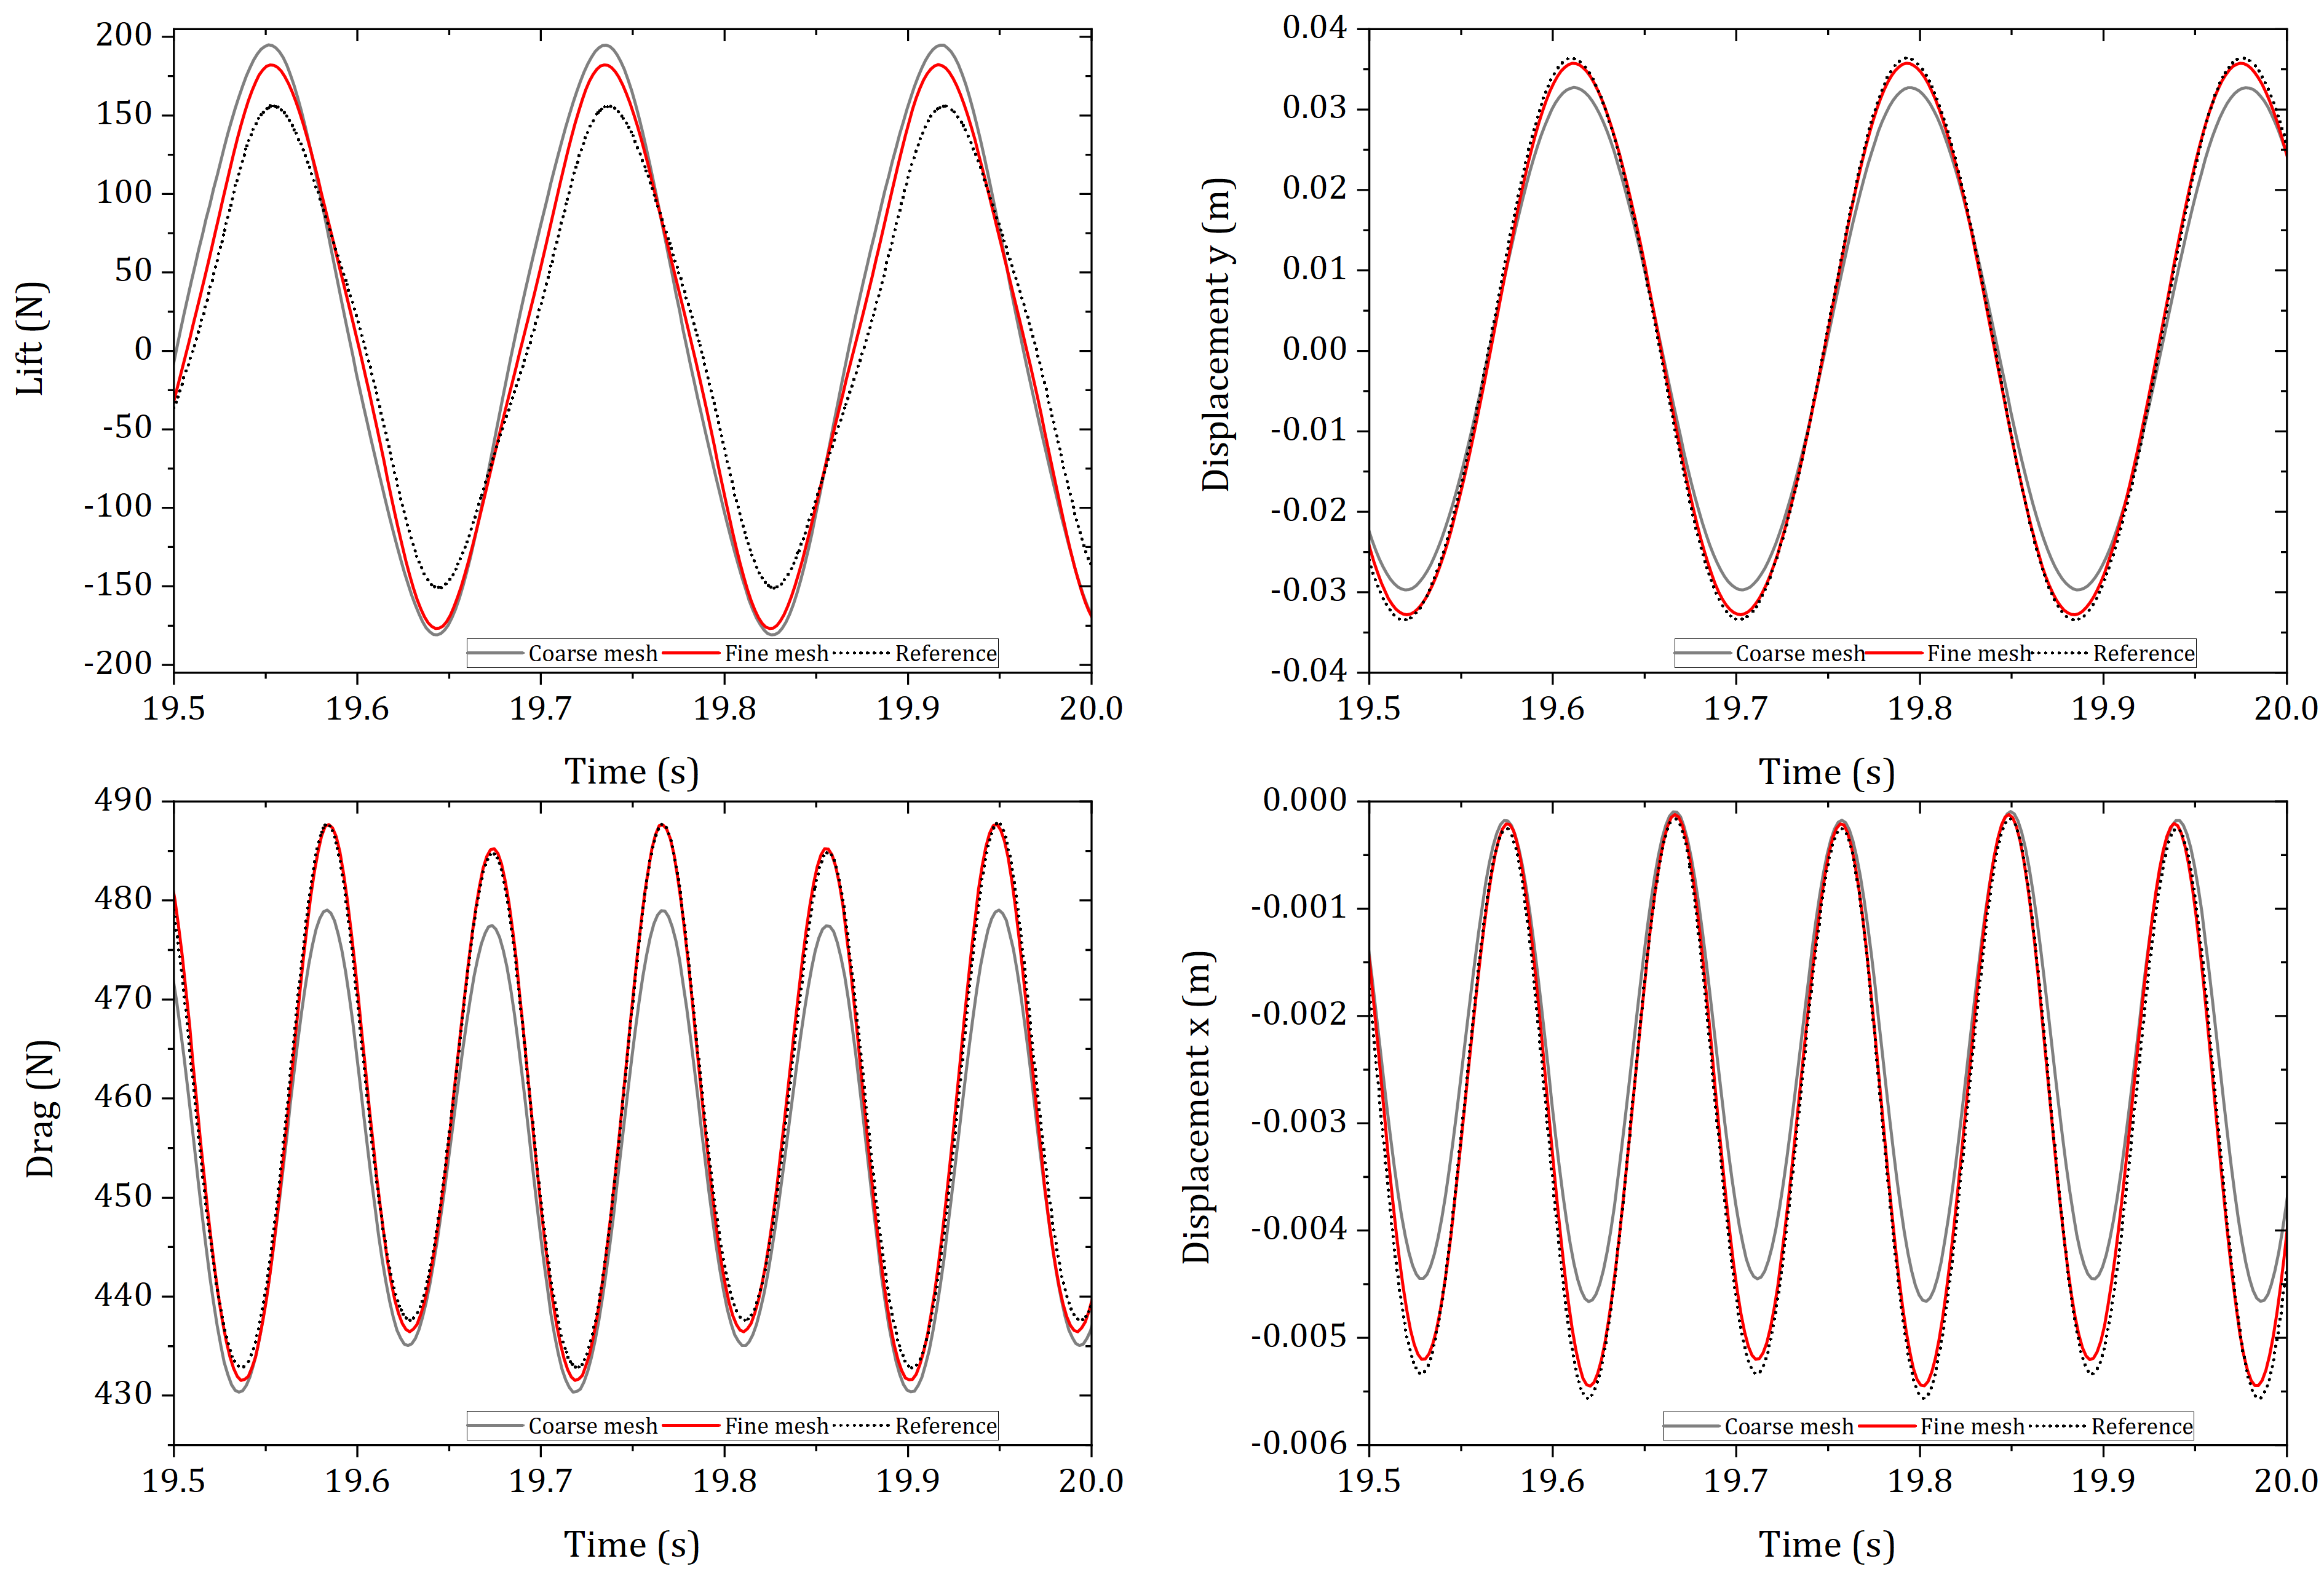 Lift (N)
200
150
100
50
0
-50
-100
-150
-200
Coarse mesh Fine mesh Reference
19.5 19.6 19.7 19.8 19.9 20.0
Time (s)
Displacement y (m)
0.04
0.03
0.02
0.01
0.00
-0.01
-0.02
-0.03
-0.04
Coarse mesh Fine mesh Reference
19.5 19.6 19.7 19.8 19.9 20.0
Time (s)
Drag (N)
490
480
470
460
450
440
430
Coarse mesh Fine mesh Reference
19.5 19.6 19.7 19.8 19.9 20.0
Time (s)
Displacement x (m)
0.000
-0.001
-0.002
-0.003
-0.004
-0.005
-0.006
Coarse mesh Fine mesh Reference
19.5 19.6 19.7 19.8 19.9 20.0
Time (s)